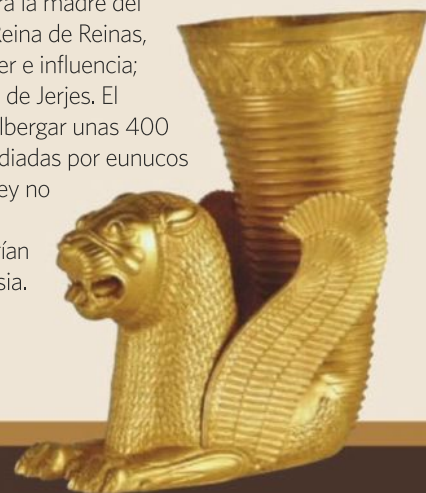 ra la madre del
Reina de Reinas,
er e influencia;
de Jerjes. El
lbergar unas 400
diadas por eunucos
ey no
ían
sia.